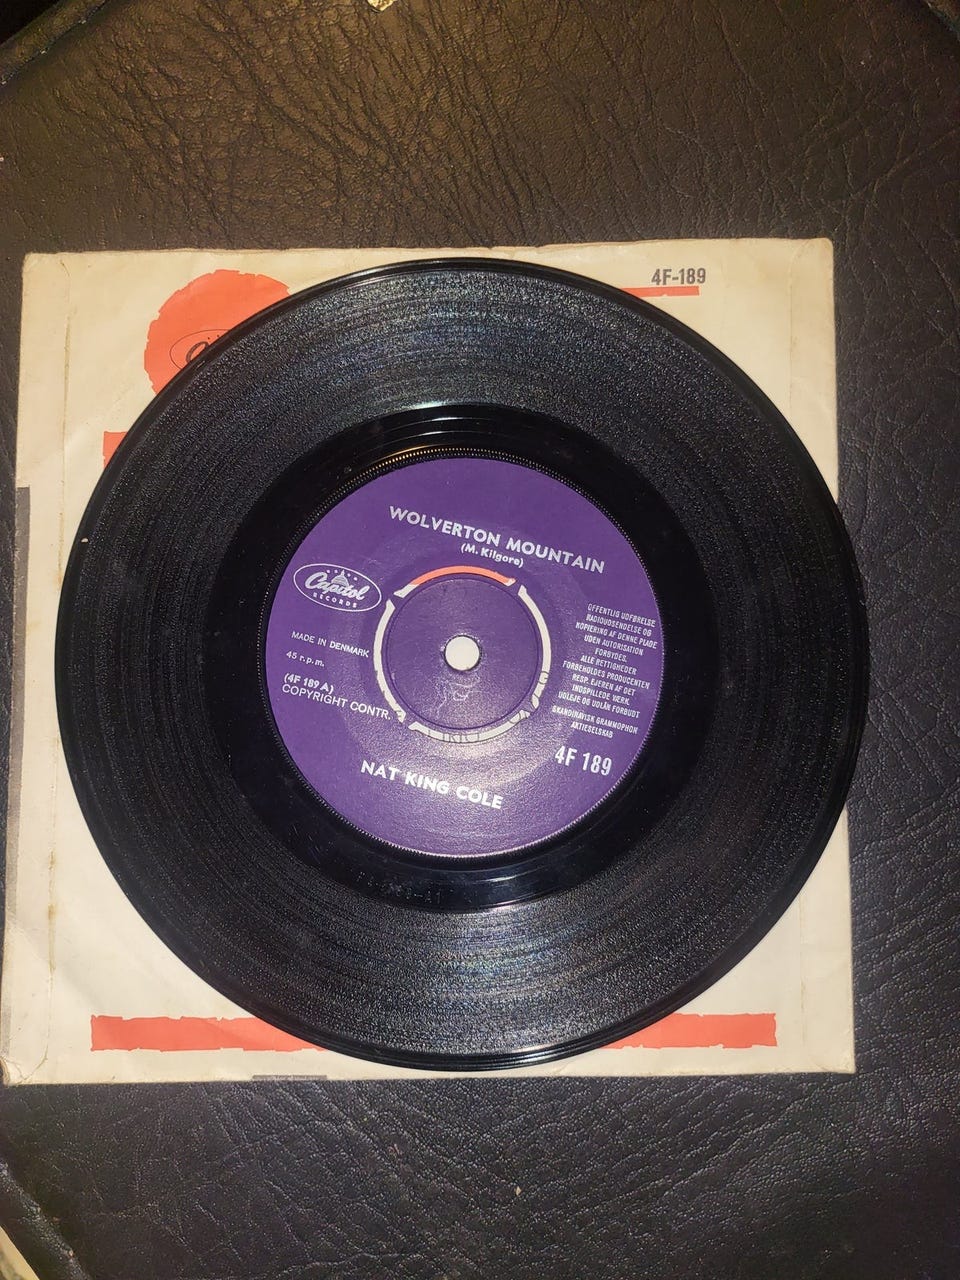 4F-189
WOLVERTON MOUNTAIN
(M. Kilgore)
Capitol
RECORDS
MADE IN DENMARK
45 r.p.m.
(4F 189 A)
COPYRIGHT CONTR.
OFFENTLIG UDFØRELSE
RADIOUDSENDELSE OG
KOPIERING AF DENNE PLADE
UDEN AUTORISATION
FORBYDES.
ALLE RETTIGHEDER
FORBEHOLDES PRODUCENTEN
RESP. EJEREN AF DET
INDSPILLEDE VÆRK.
UDLEJE OG UDLÅN FORBUDT
SKANDINAVISK GRAMMOPHON
AKTIESELSKAB
4F 189
NAT KING COLE